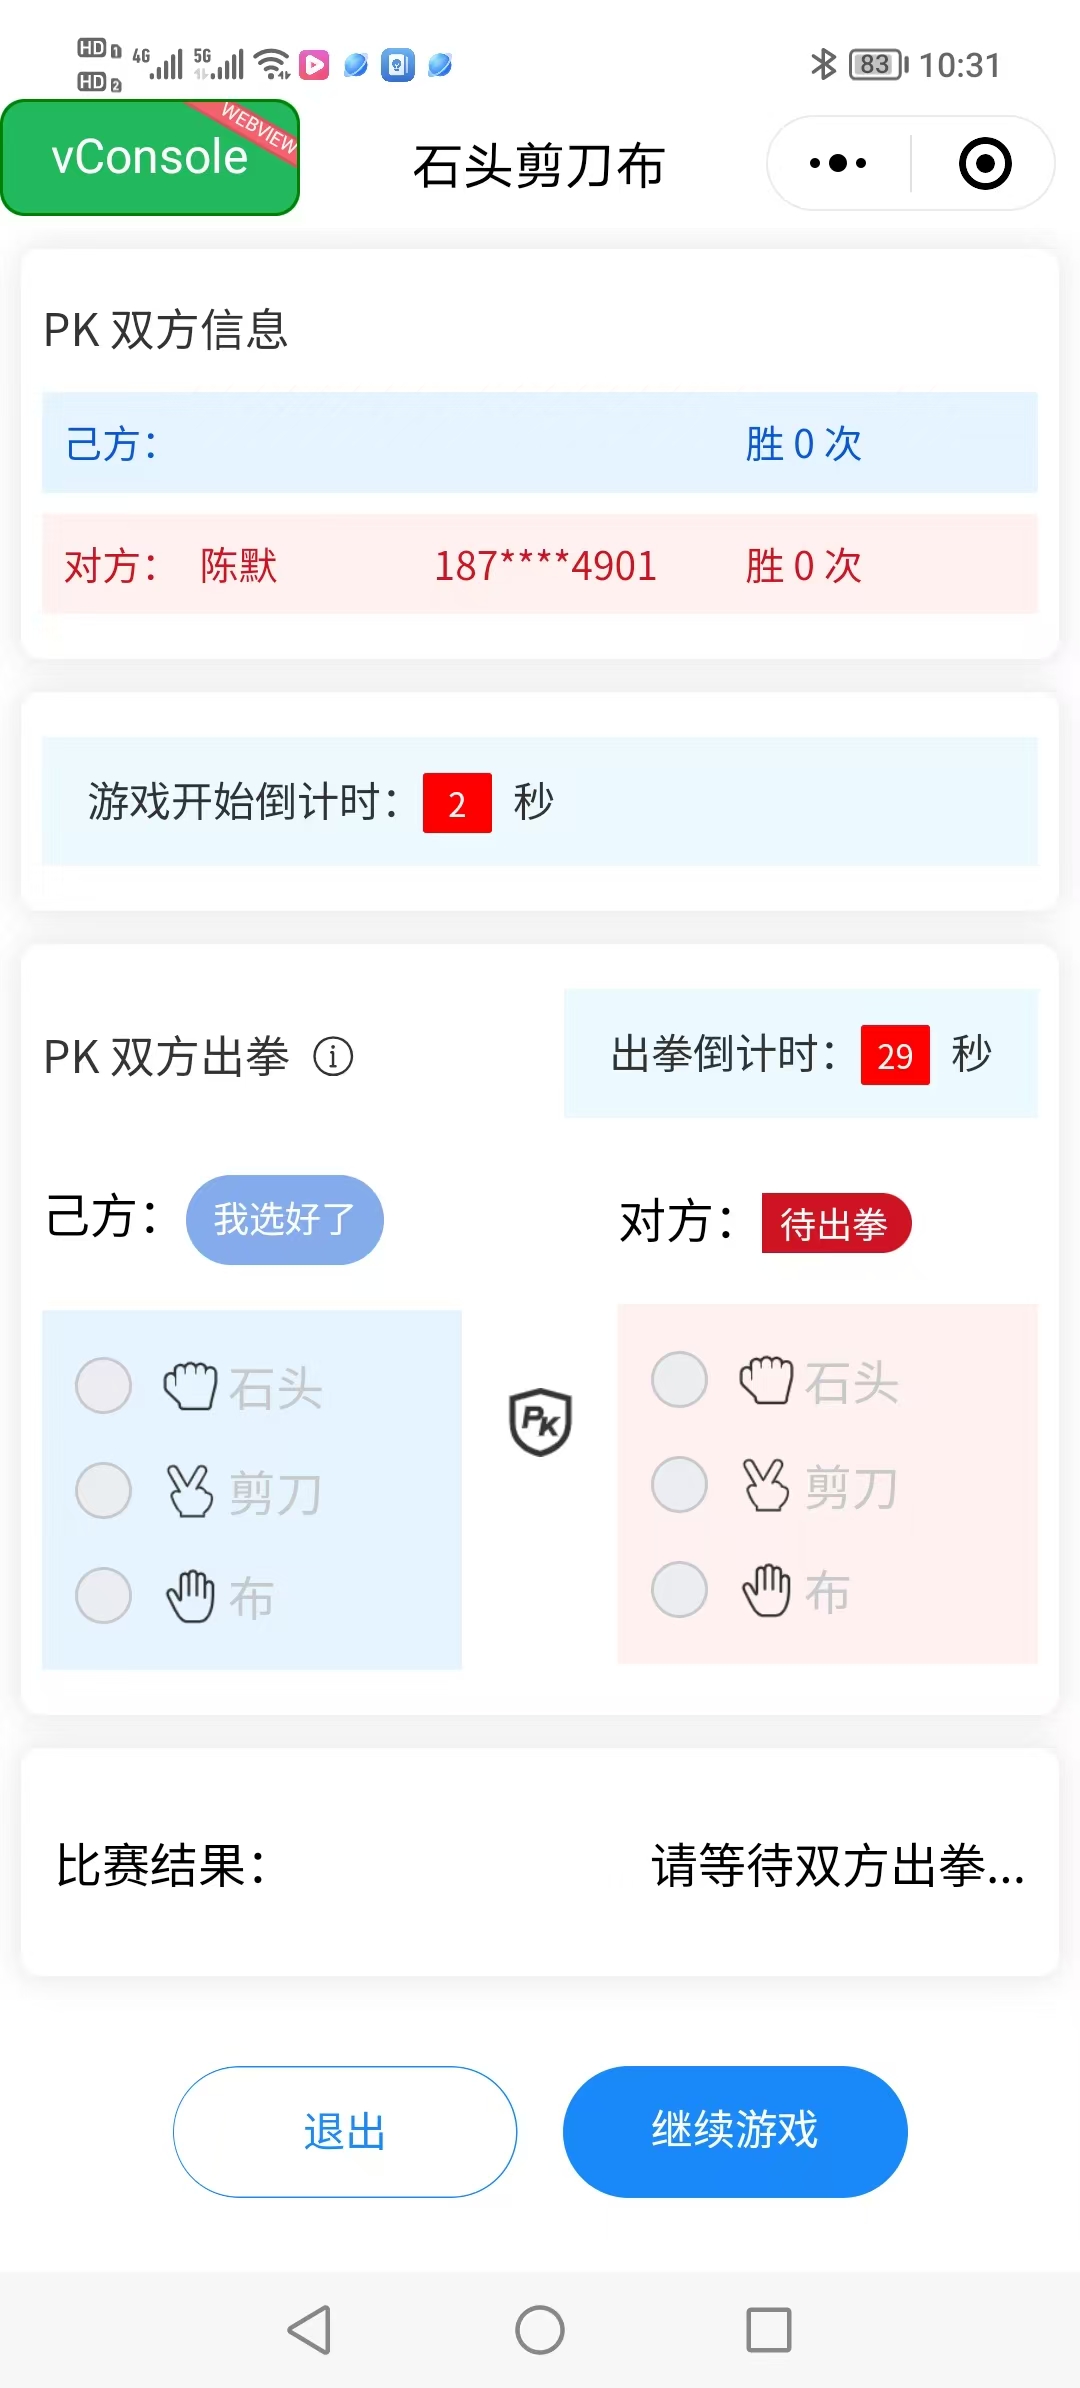 HD 1 4G 5G 83 10:31
HD 2
vConsole WEBVIEW 石头剪刀布
PK 双方信息
己方： 胜 0 次
对方： 陈默 187****4901 胜 0 次
游戏开始倒计时： 2 秒
PK 双方出拳 出拳倒计时： 29 秒
己方： 我选好了 对方： 待出拳
石头 石头
PK
剪刀 剪刀
布 布
比赛结果： 请等待双方出拳...
退出 继续游戏